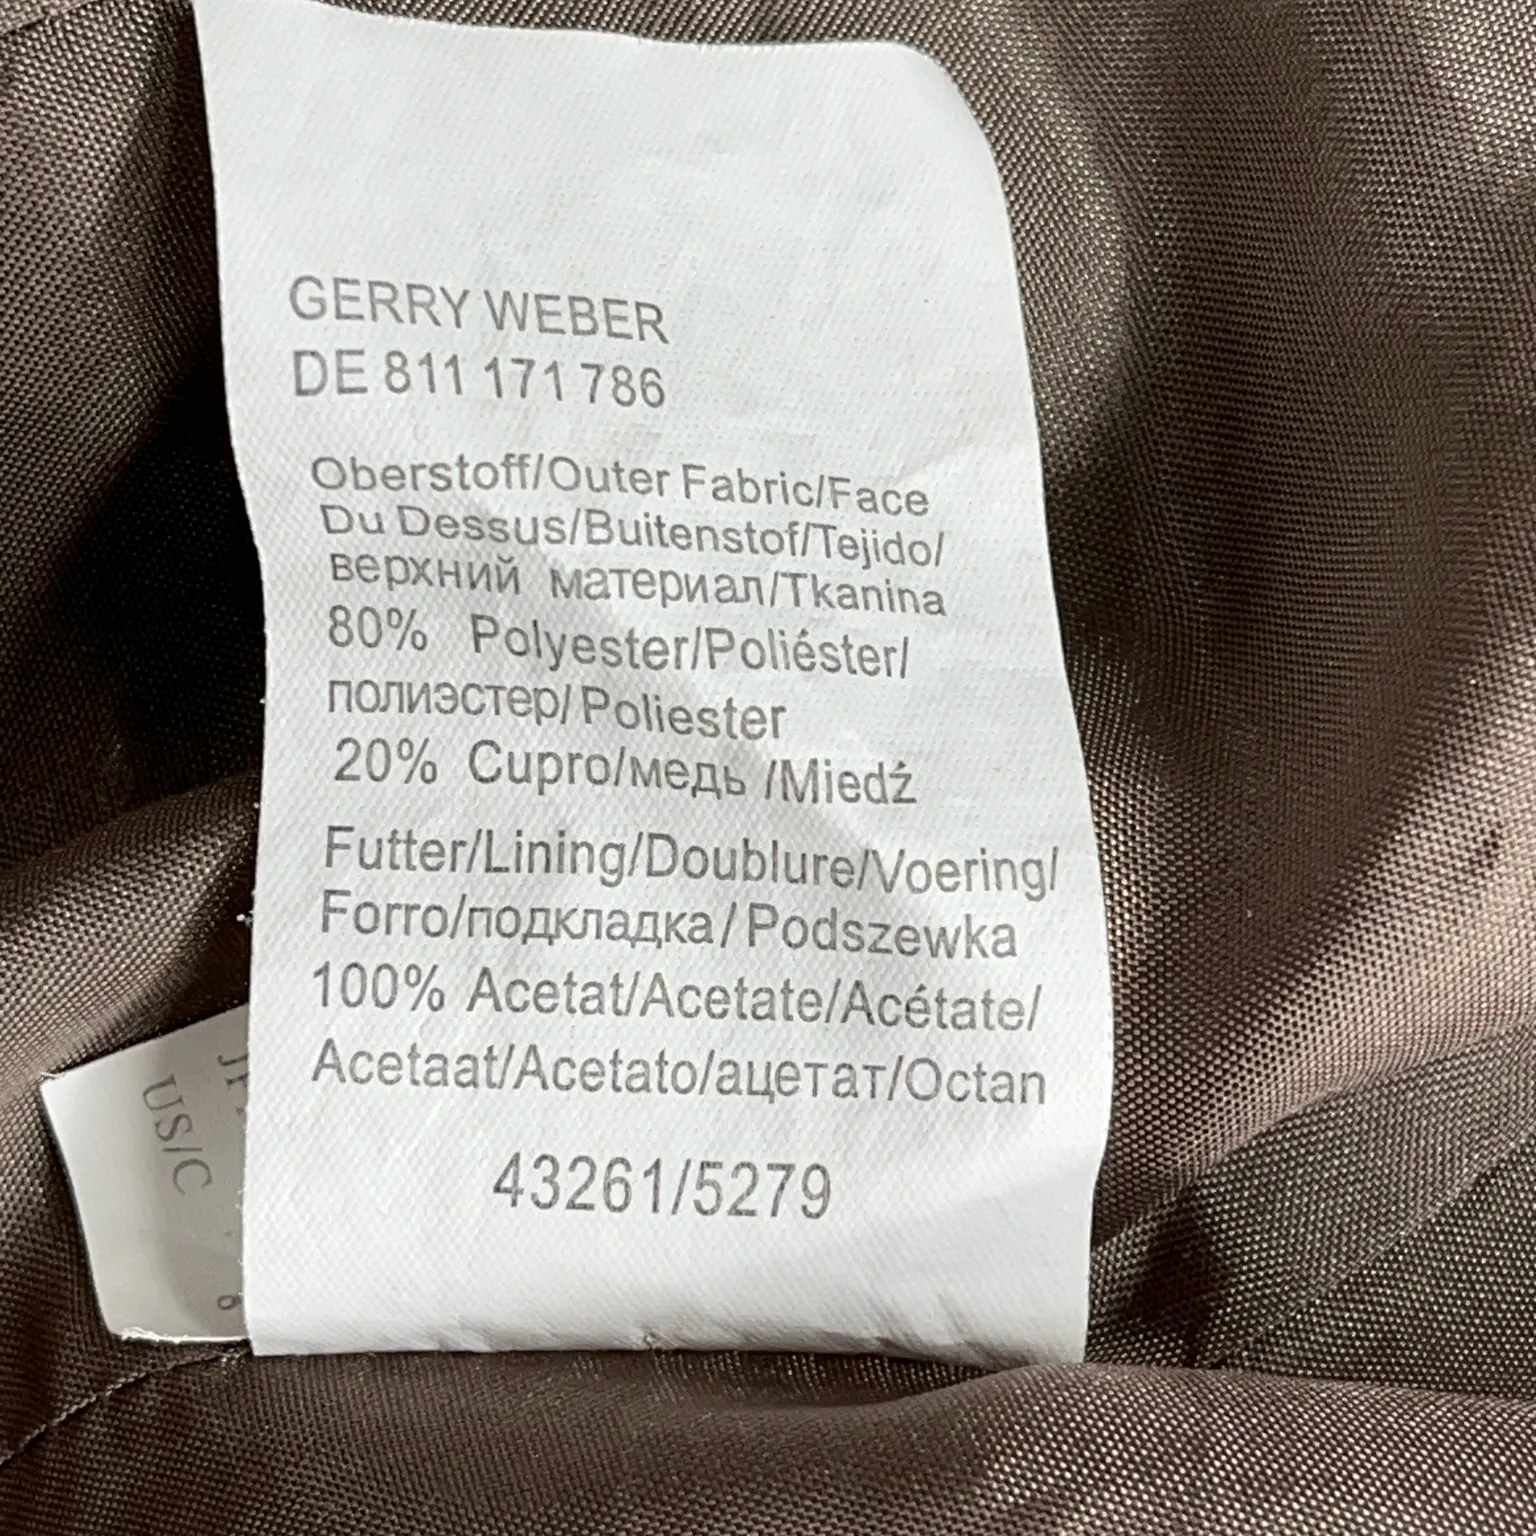 GERRY WEBER
DE 811 171 786
Oberstoff/Outer Fabric/Face
Du Dessus/Buitenstof/Tejido/
верхний материал/Tkanina
80% Polyester/Poliéster/
полиэстер/Poliester
20% Cupro/медь /Miedź
Futter/Lining/Doublure/Voering/
Forro/подкладка/Podszewka
100% Acetat/Acetate/Acétate/
Acetaat/Acetato/ацетат/Octan
43261/5279
US/C